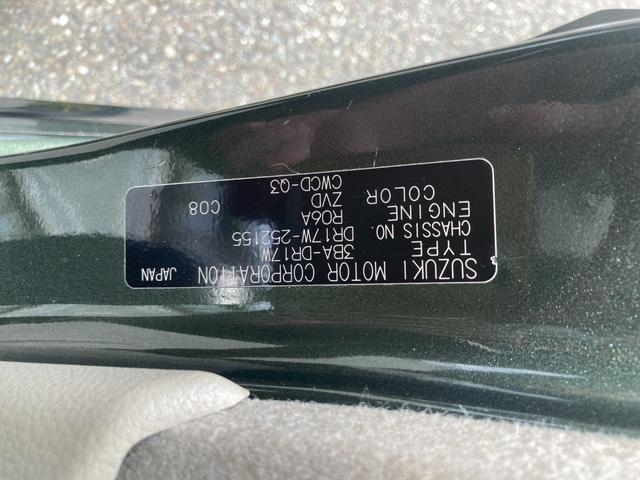 SUZUKI MOTOR CORPORATION JAPAN
TYPE 3BA-DR17W
CHASSIS NO. DR17W-252155
ENGINE R06A
COLOR ZVD C08
CWCD-Q3